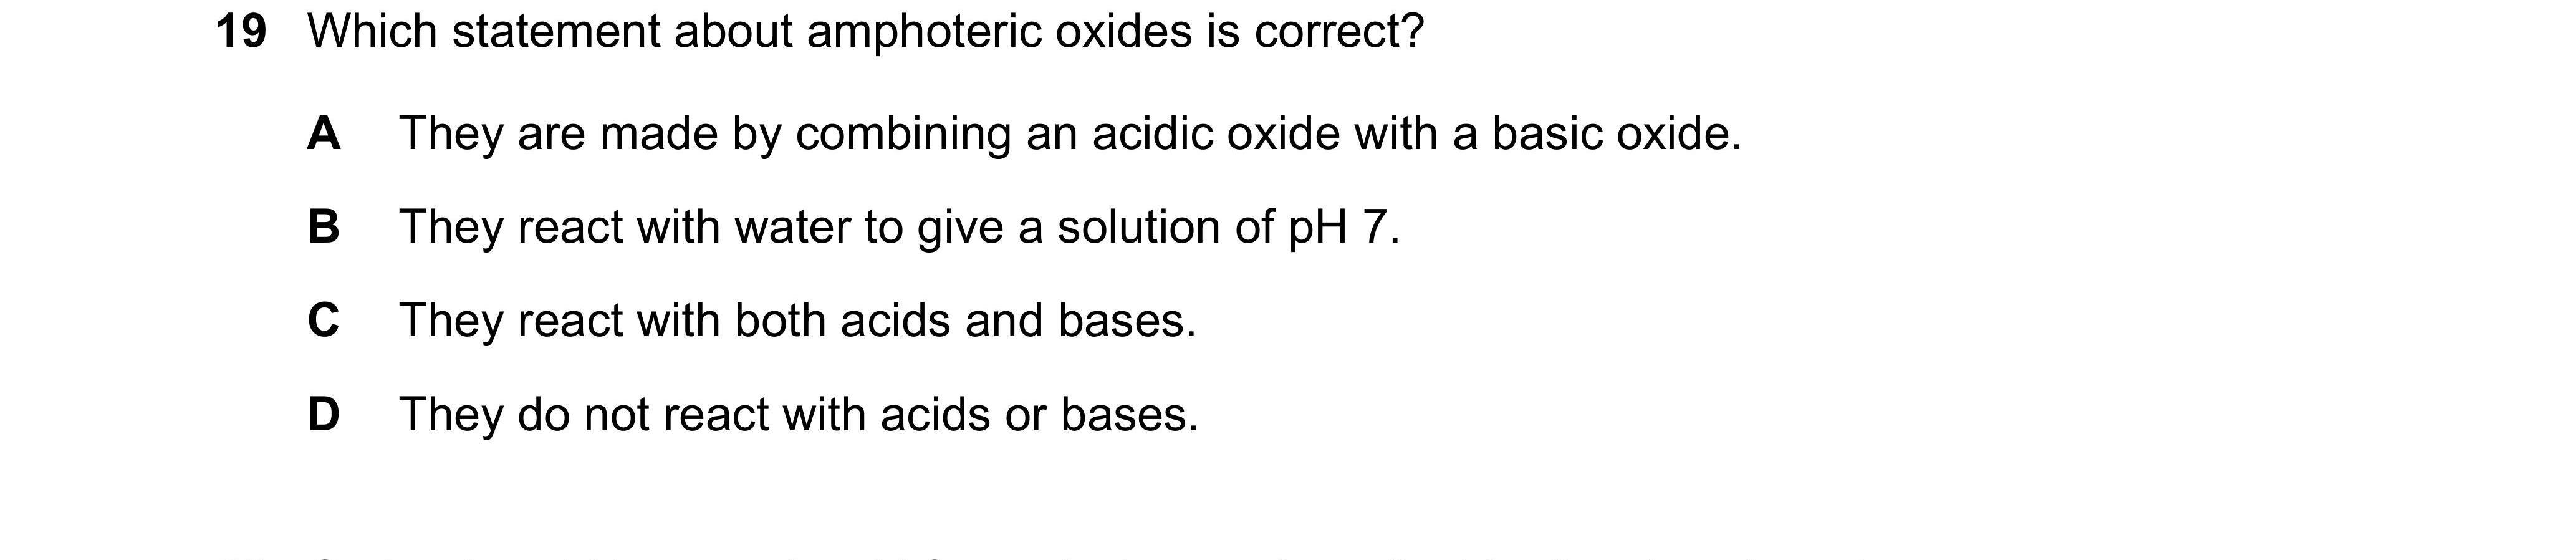 19 Which statement about amphoteric oxides is correct?
A They are made by combining an acidic oxide with a basic oxide.
B They react with water to give a solution of pH 7.
C They react with both acids and bases.
D They do not react with acids or bases.